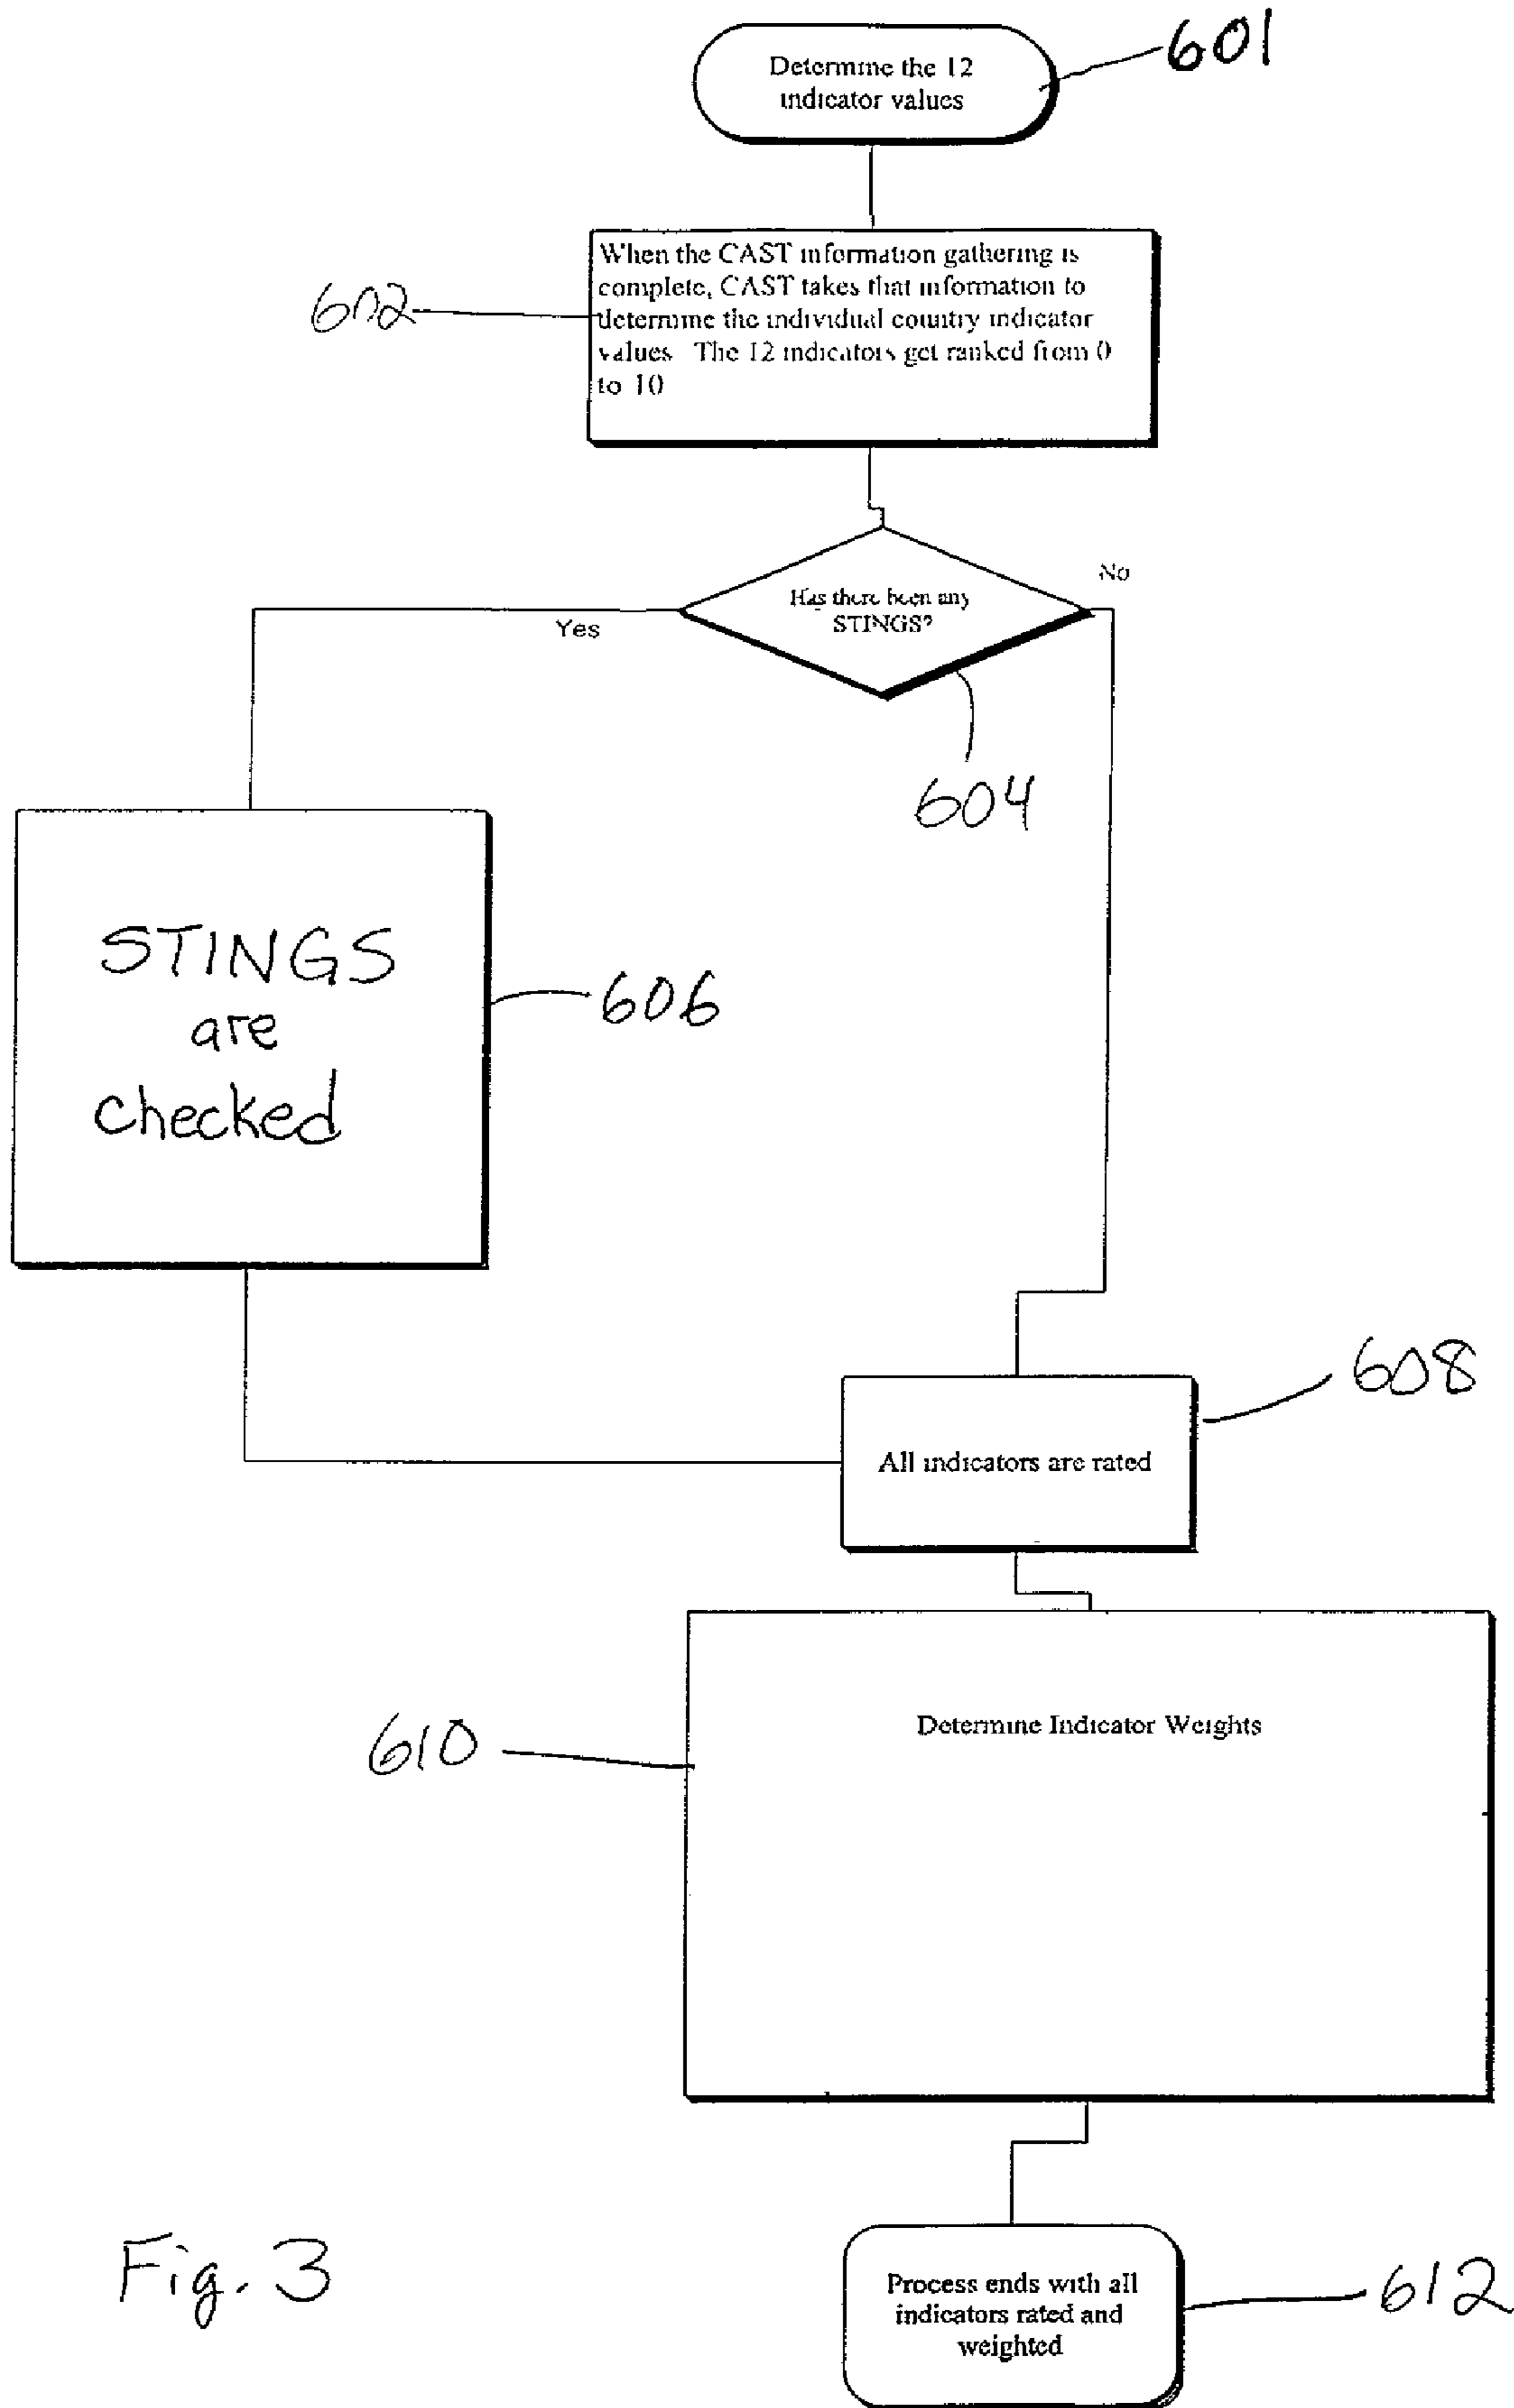 Determine the 12
indicator values
601
When the CAST information gathering is
complete, CAST takes that information to
determine the individual country indicator
values The 12 indicators get ranked from 0
to 10
602
No
Has there been any
STINGS?
Yes
604
STINGS
are
checked
606
608
All indicators are rated
Determine Indicator Weights
610
Process ends with all
indicators rated and
weighted
612
Fig. 3